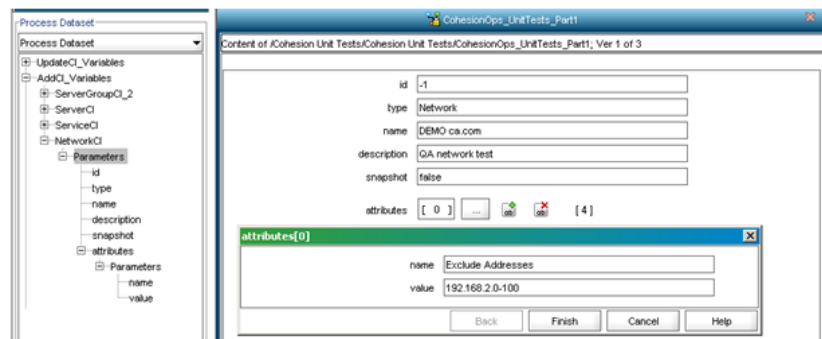 Process Dataset
Process Dataset
UpdateCI_Variables
AddCI_Variables
ServerGroupCI_2
ServerCI
ServiceCI
NetworkCI
Parameters
id
type
name
description
snapshot
attributes
Parameters
name
value
CohesionOps_UnitTests_Part1
Content of /Cohesion Unit Tests/Cohesion Unit Tests/CohesionOps_UnitTests_Part1; Ver 1 of 3
id -1
type Network
name DEMO ca.com
description QA network test
snapshot false
attributes [ 0 ] ... [ 4 ]
attributes[0]
name Exclude Addresses
value 192.168.2.0-100
Back Finish Cancel Help